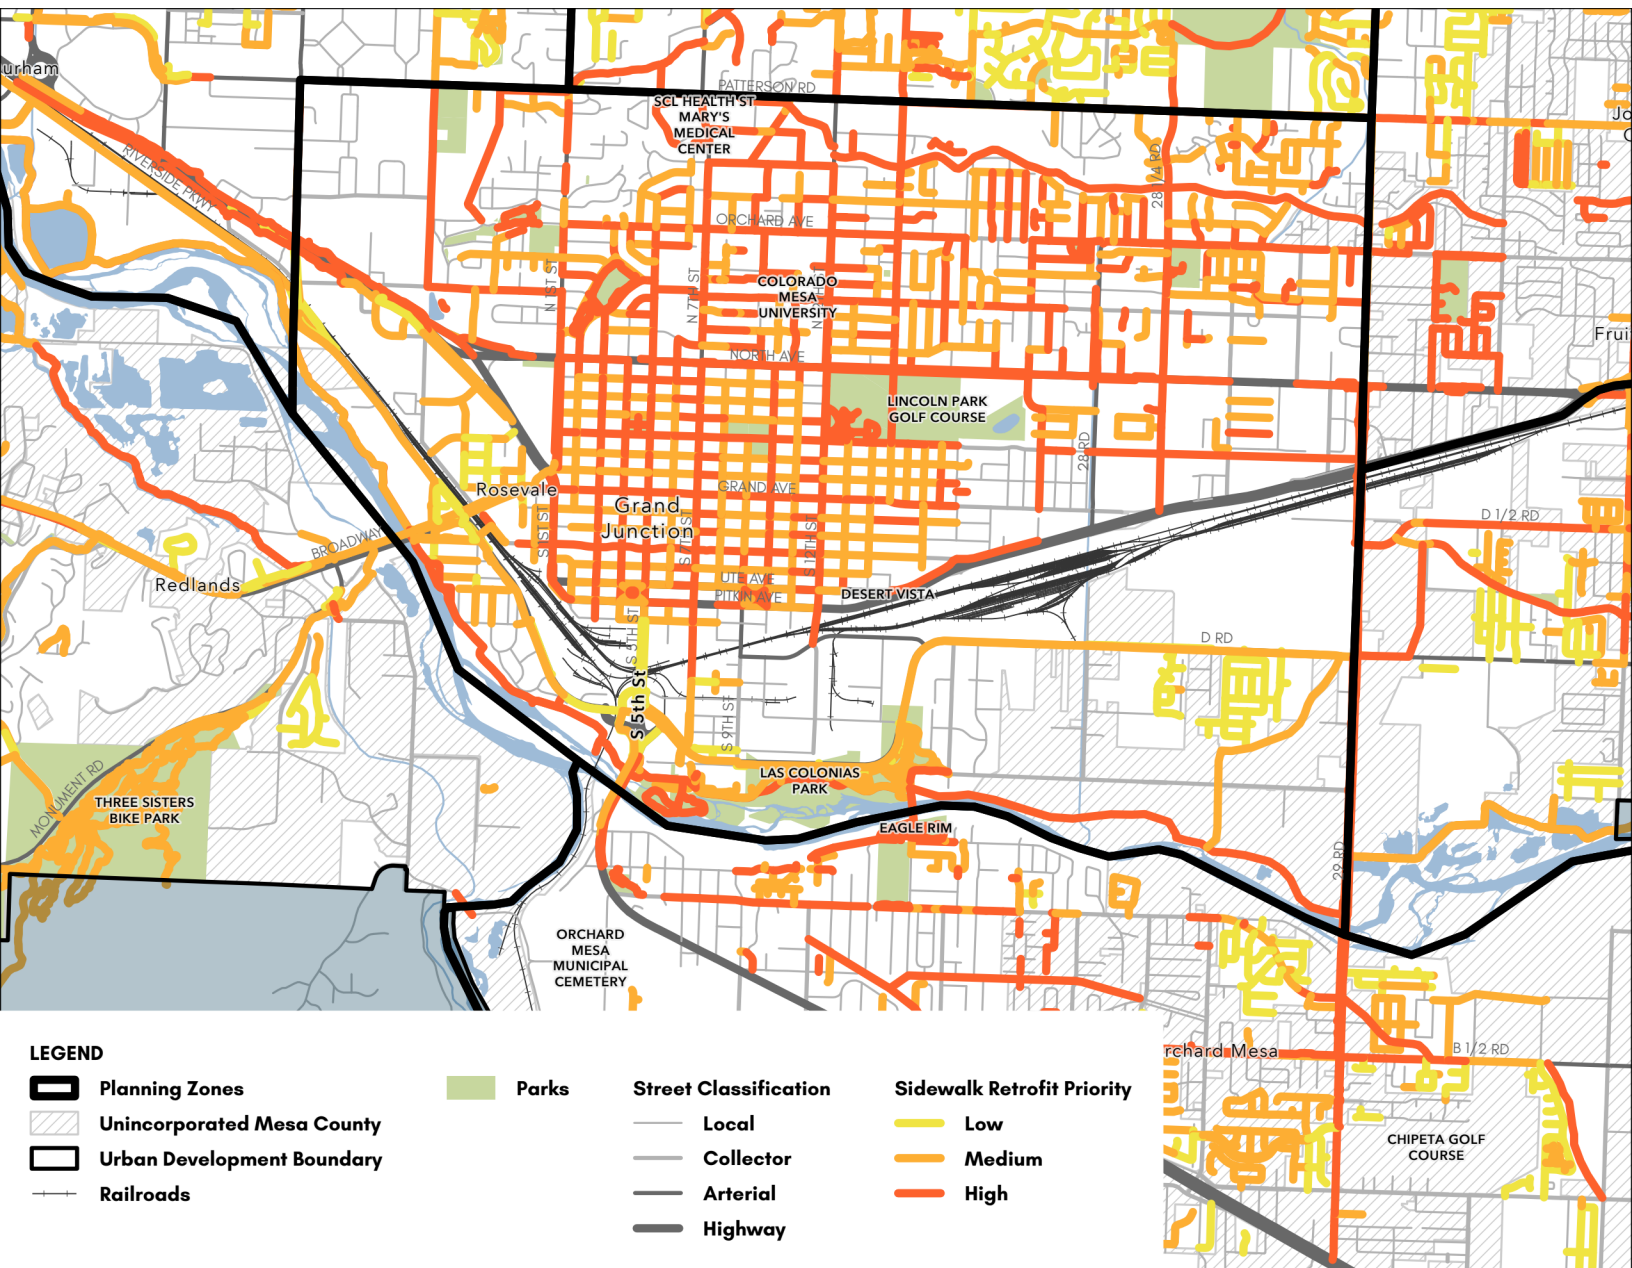 urham
PATTERSON RD
SCL HEALTH ST
MARY'S
MEDICAL
CENTER
Jo
RIVERSIDE PKWY
28 1/4 RD
ORCHARD AVE
N 1ST ST
N 7TH ST
COLORADO
MESA
UNIVERSITY
Frui
NORTH AVE
LINCOLN PARK
GOLF COURSE
28 RD
Rosevale
GRAND AVE
Grand
Junction
D 1/2 RD
S 1ST ST
S 7TH ST
S 12TH ST
BROADWAY
Redlands
UTE AVE
PITKIN AVE
DESERT VISTA
S 5TH ST
D RD
S 5th St
S 9TH ST
LAS COLONIAS
PARK
MONUMENT RD
THREE SISTERS
BIKE PARK
EAGLE RIM
29 RD
ORCHARD
MESA
MUNICIPAL
CEMETERY
rchard Mesa
B 1/2 RD
CHIPETA GOLF
COURSE
LEGEND
Planning Zones
Unincorporated Mesa County
Urban Development Boundary
Railroads
Parks
Street Classification
Local
Collector
Arterial
Highway
Sidewalk Retrofit Priority
Low
Medium
High